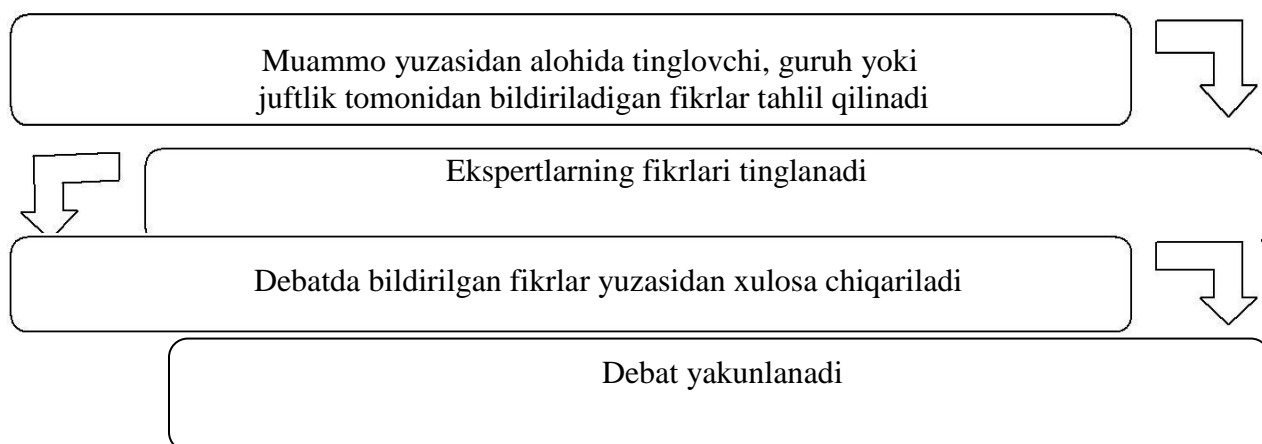 Muammo yuzasidan alohida tinglovchi, guruh yoki
juftlik tomonidan bildiriladigan fikrlar tahlil qilinadi
Ekspertlarning fikrlari tinglanadi
Debatda bildirilgan fikrlar yuzasidan xulosa chiqariladi
Debat yakunlanadi